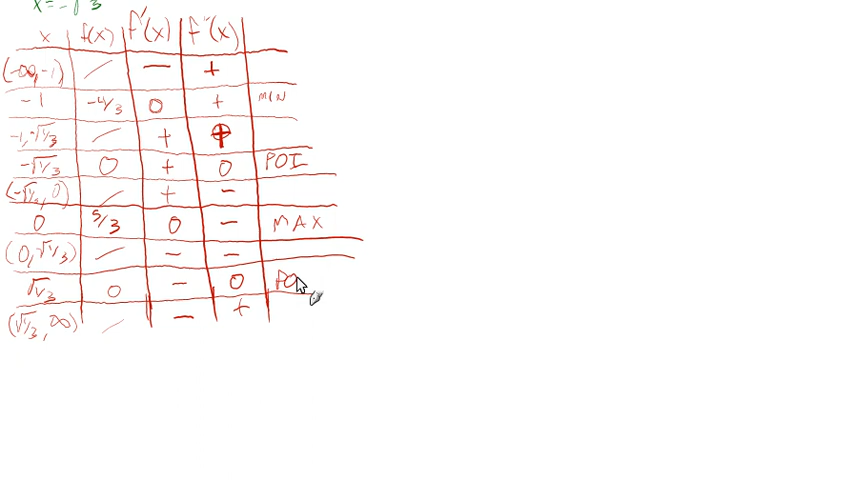 x = -√3
x f(x) f'(x) f''(x)
(-∞, -1) / — +
-1 -4/3 0 + MIN
-1, -√1/3 / + +
-√1/3 0 + 0 POI
(-√1/3, 0) / + -
0 5/3 0 - MAX
(0, √1/3) / - -
√1/3 0 - 0 PO
(√1/3, ∞) / - +